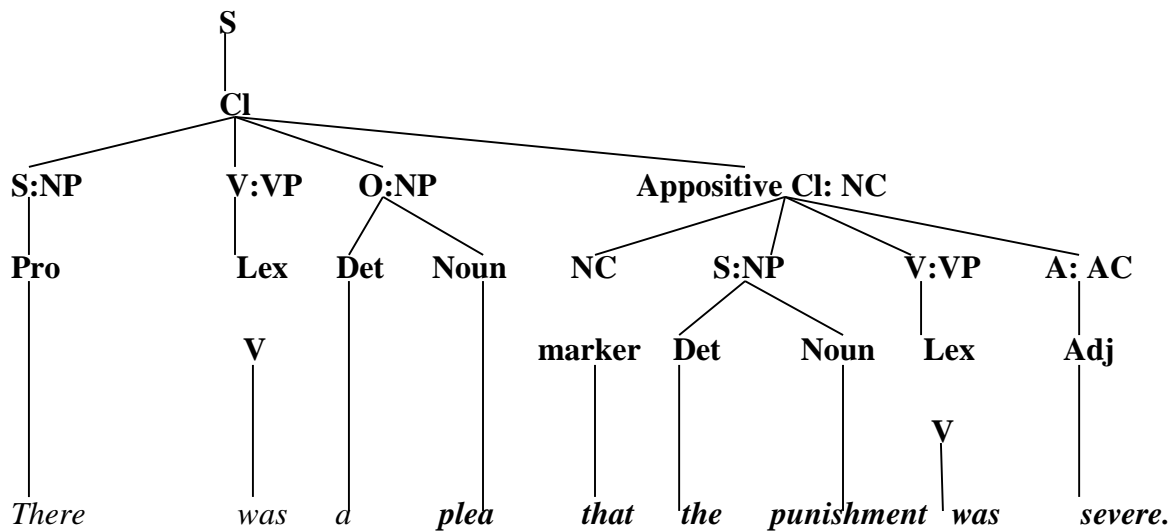 S
Cl
S:NP V:VP O:NP Appositive Cl: NC
Pro Lex Det Noun NC S:NP V:VP A: AC
V marker Det Noun Lex Adj
V
There was a plea that the punishment was severe.